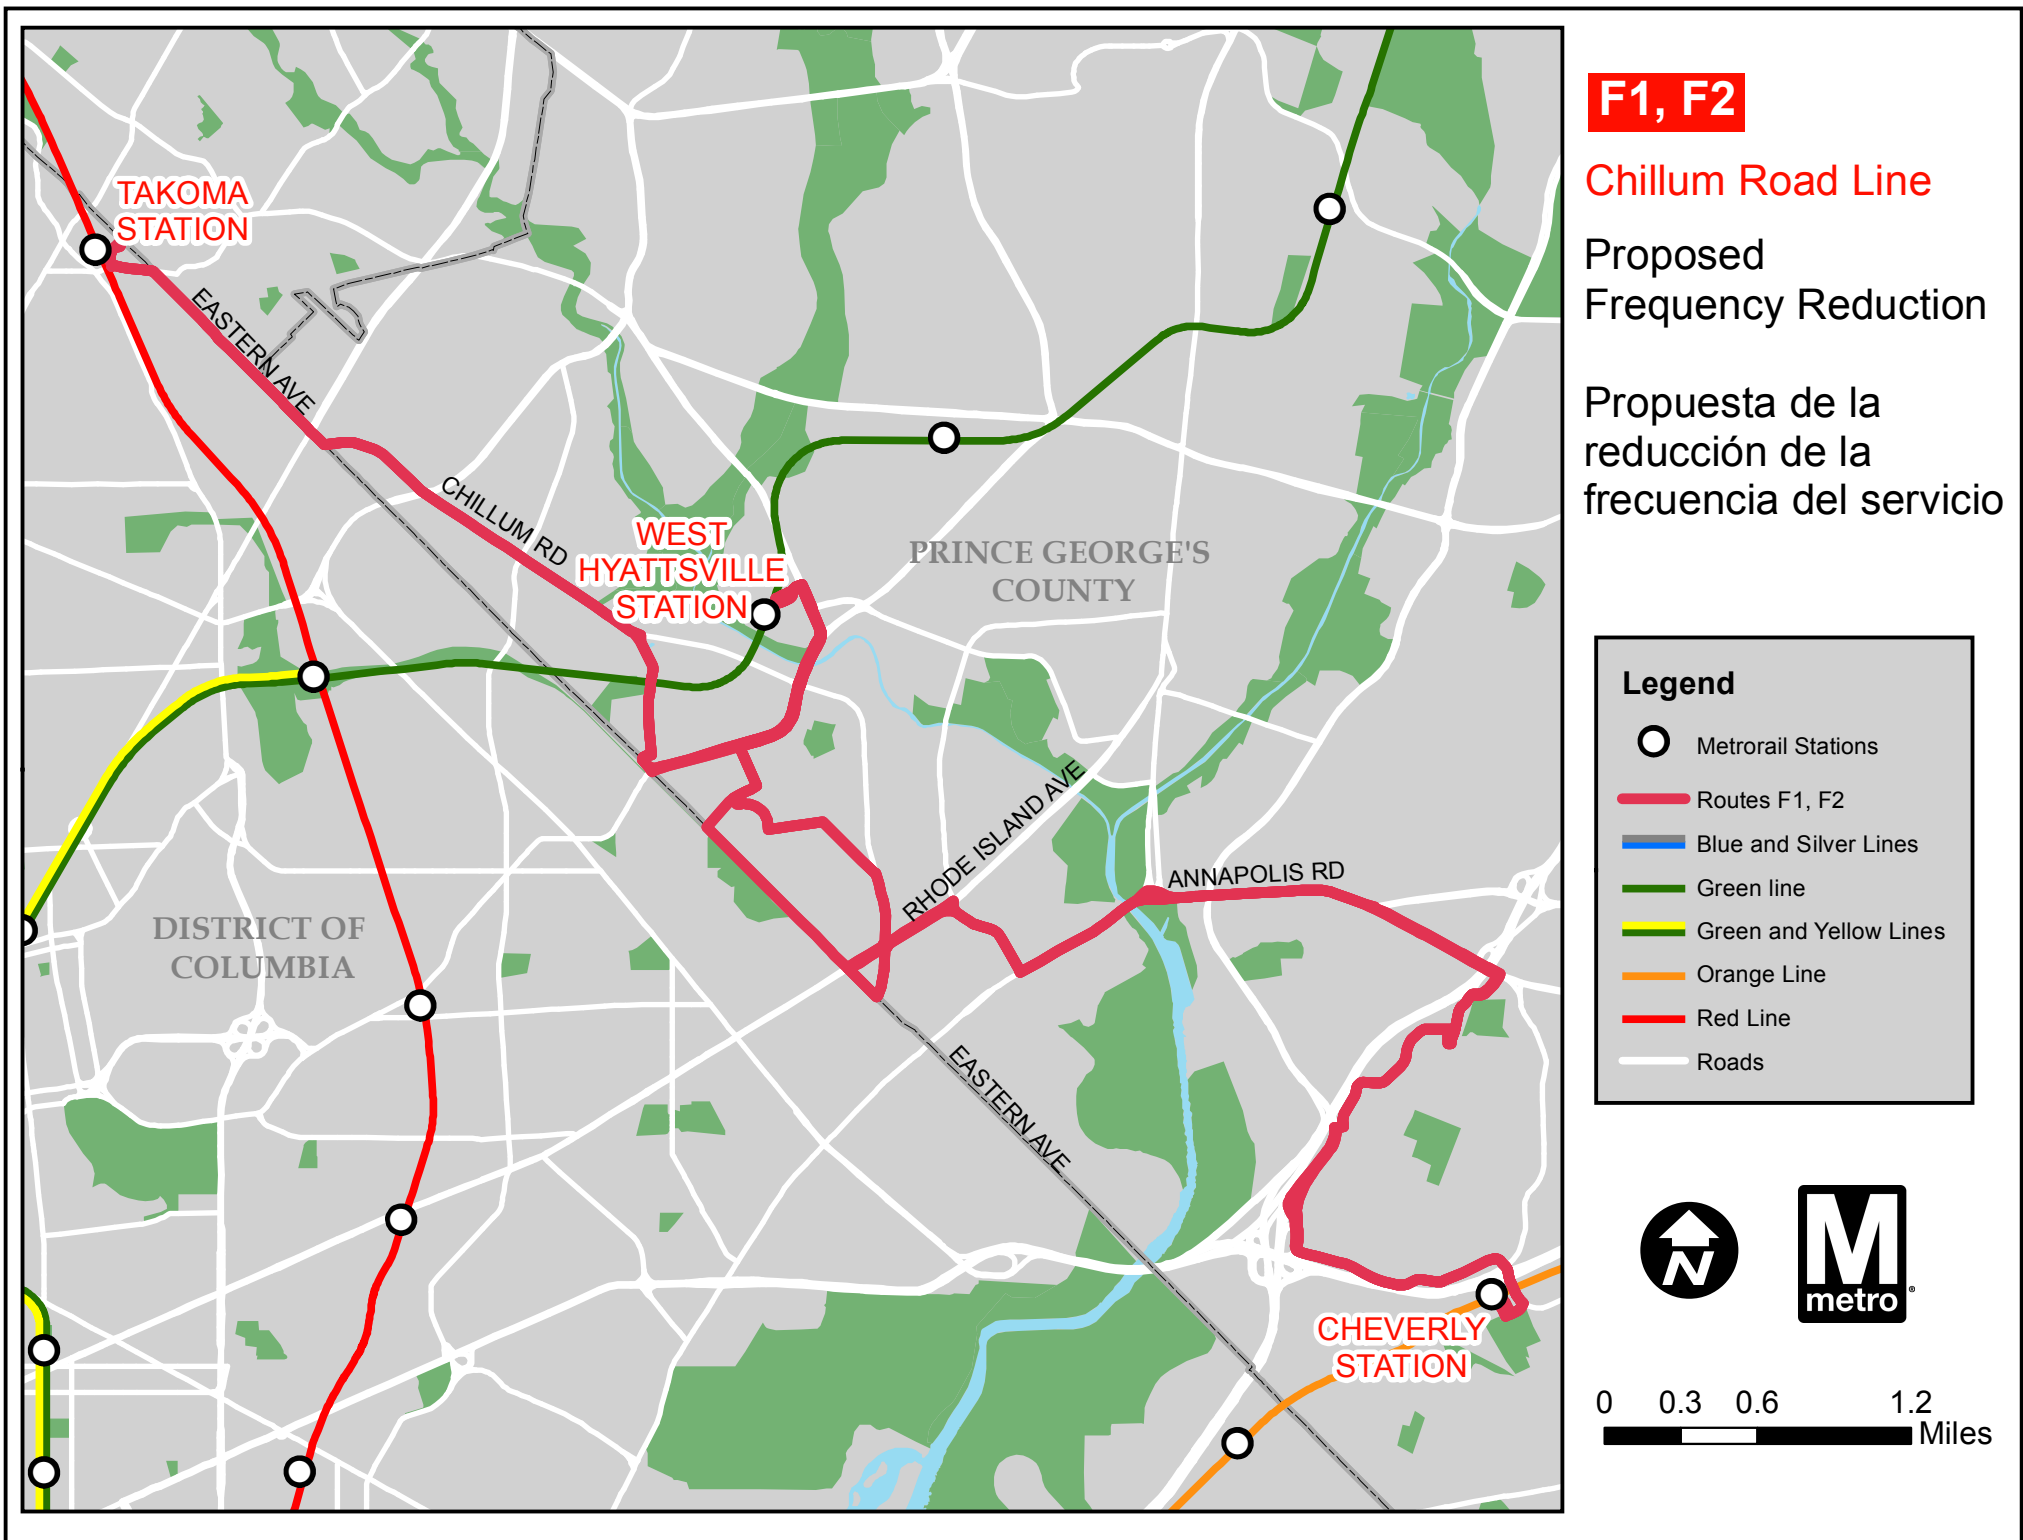 F1, F2
Chillum Road Line
Proposed
Frequency Reduction
Propuesta de la
reducción de la
frecuencia del servicio
TAKOMA
STATION
EASTERN AVE
CHILLUM RD
WEST
HYATTSVILLE
STATION
PRINCE GEORGE'S
COUNTY
RHODE ISLAND AVE
ANNAPOLIS RD
DISTRICT OF
COLUMBIA
EASTERN AVE
CHEVERLY
STATION
Legend
Metrorail Stations
Routes F1, F2
Blue and Silver Lines
Green line
Green and Yellow Lines
Orange Line
Red Line
Roads
N
M
metro®
0 0.3 0.6 1.2
Miles